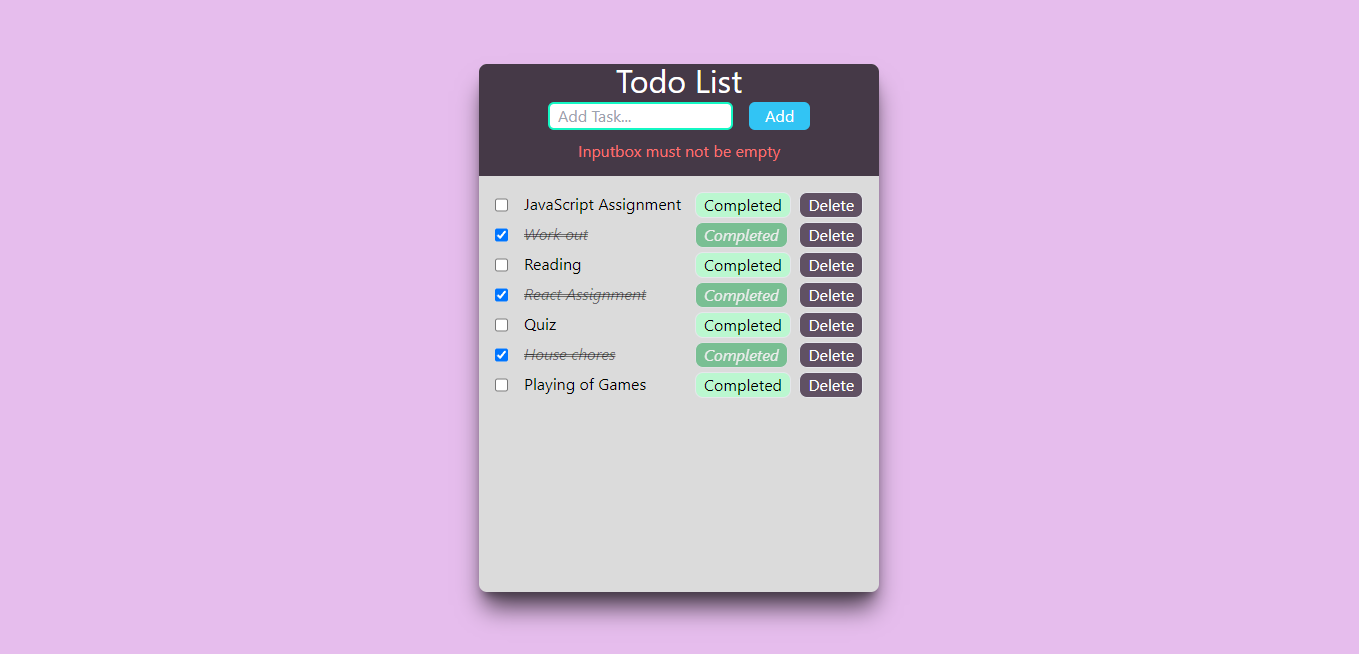 Todo List
Add Task... Add
Inputbox must not be empty
JavaScript Assignment Completed Delete
Work out Completed Delete
Reading Completed Delete
React Assignment Completed Delete
Quiz Completed Delete
House chores Completed Delete
Playing of Games Completed Delete